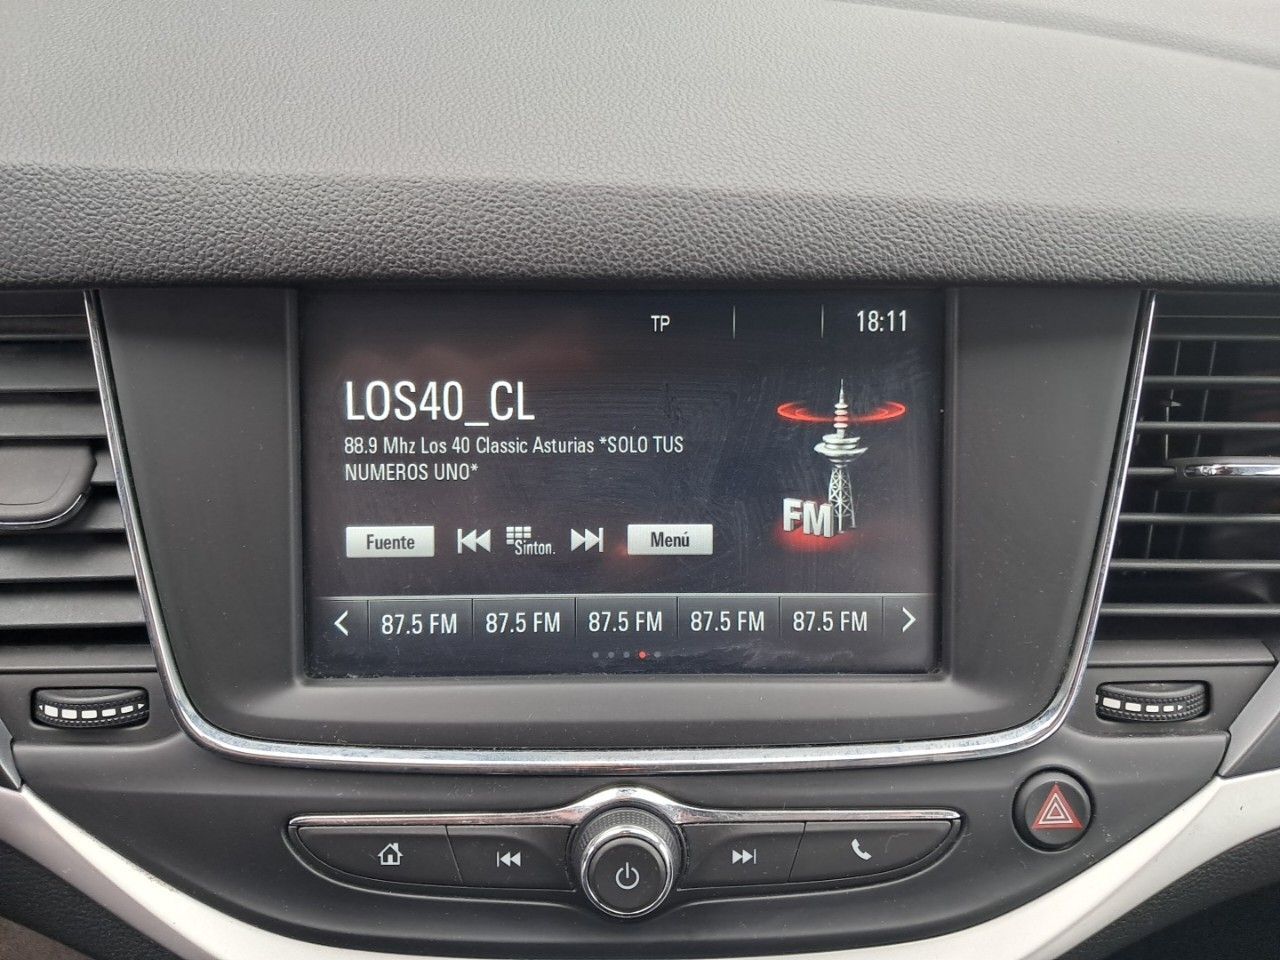 TP 18:11
LOS40_CL
88.9 Mhz Los 40 Classic Asturias *SOLO TUS
NUMEROS UNO*
FM
Fuente Sinton. Menú
87.5 FM 87.5 FM 87.5 FM 87.5 FM 87.5 FM